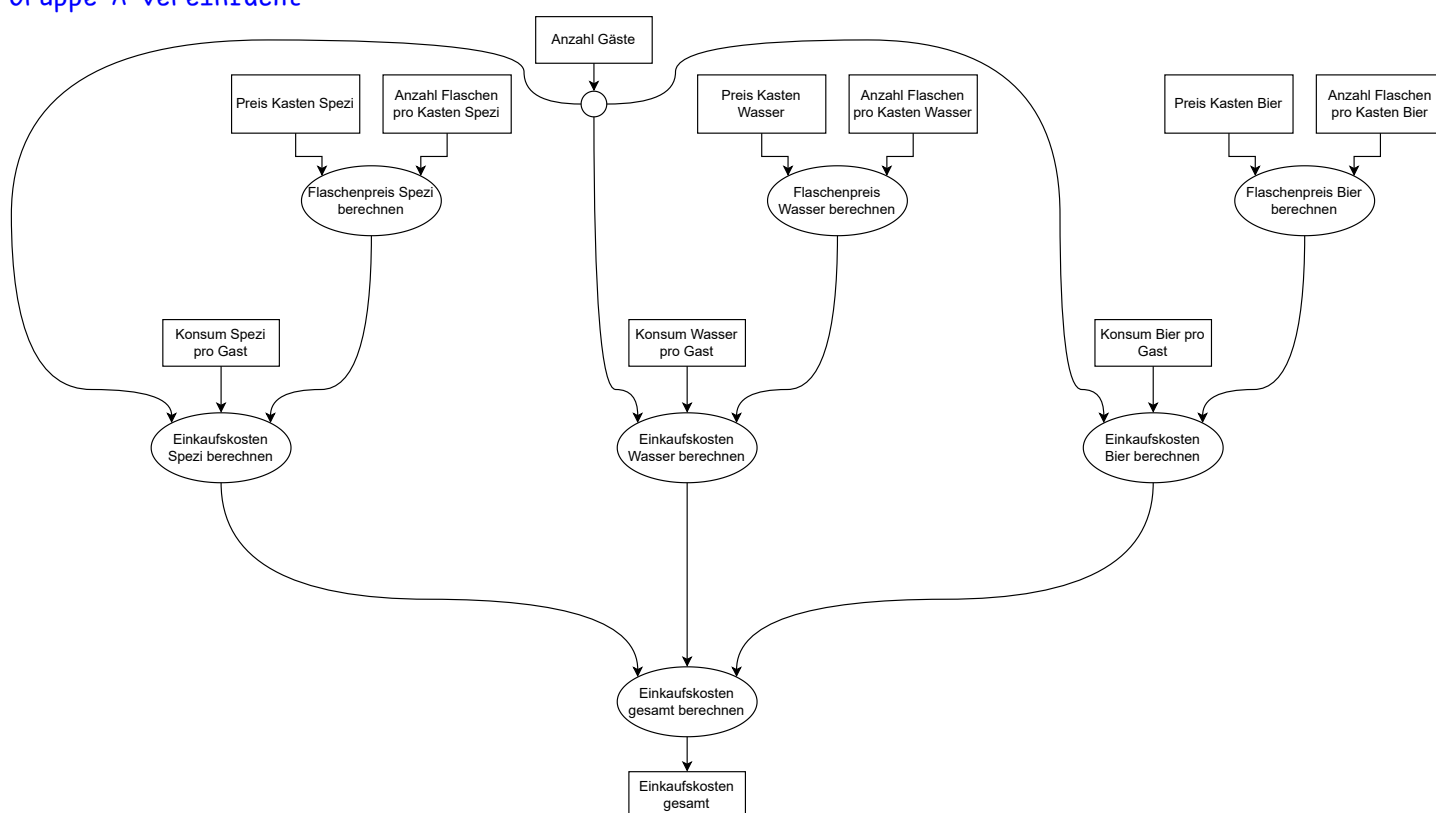 Gruppe A vereinfacht
Anzahl Gäste
Preis Kasten Spezi
Anzahl Flaschen
pro Kasten Spezi
Preis Kasten
Wasser
Anzahl Flaschen
pro Kasten Wasser
Preis Kasten Bier
Anzahl Flaschen
pro Kasten Bier
Flaschenpreis Spezi
berechnen
Flaschenpreis
Wasser berechnen
Flaschenpreis Bier
berechnen
Konsum Spezi
pro Gast
Konsum Wasser
pro Gast
Konsum Bier pro
Gast
Einkaufskosten
Spezi berechnen
Einkaufskosten
Wasser berechnen
Einkaufskosten
Bier berechnen
Einkaufskosten
gesamt berechnen
Einkaufskosten
gesamt